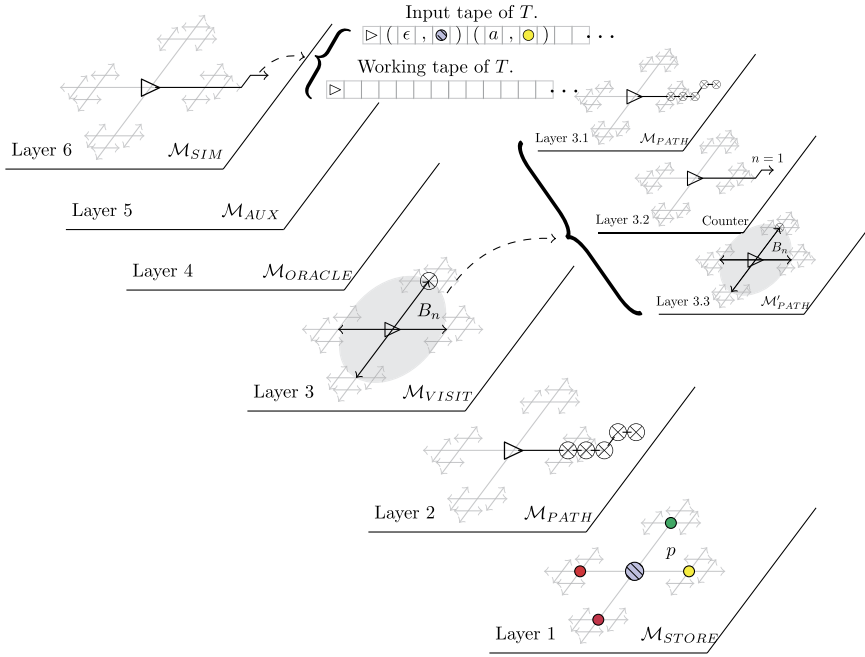 Input tape of T.
▷ ( ϵ , ) ( a , ) ...
Working tape of T.
▷ ...
Layer 6 M_SIM
Layer 3.1 M_PATH
n = 1
Layer 5 M_AUX
Layer 3.2 Counter
Layer 4 M_ORACLE
B_n
B_n
Layer 3.3 M'_PATH
Layer 3 M_VISIT
Layer 2 M_PATH
p
Layer 1 M_STORE